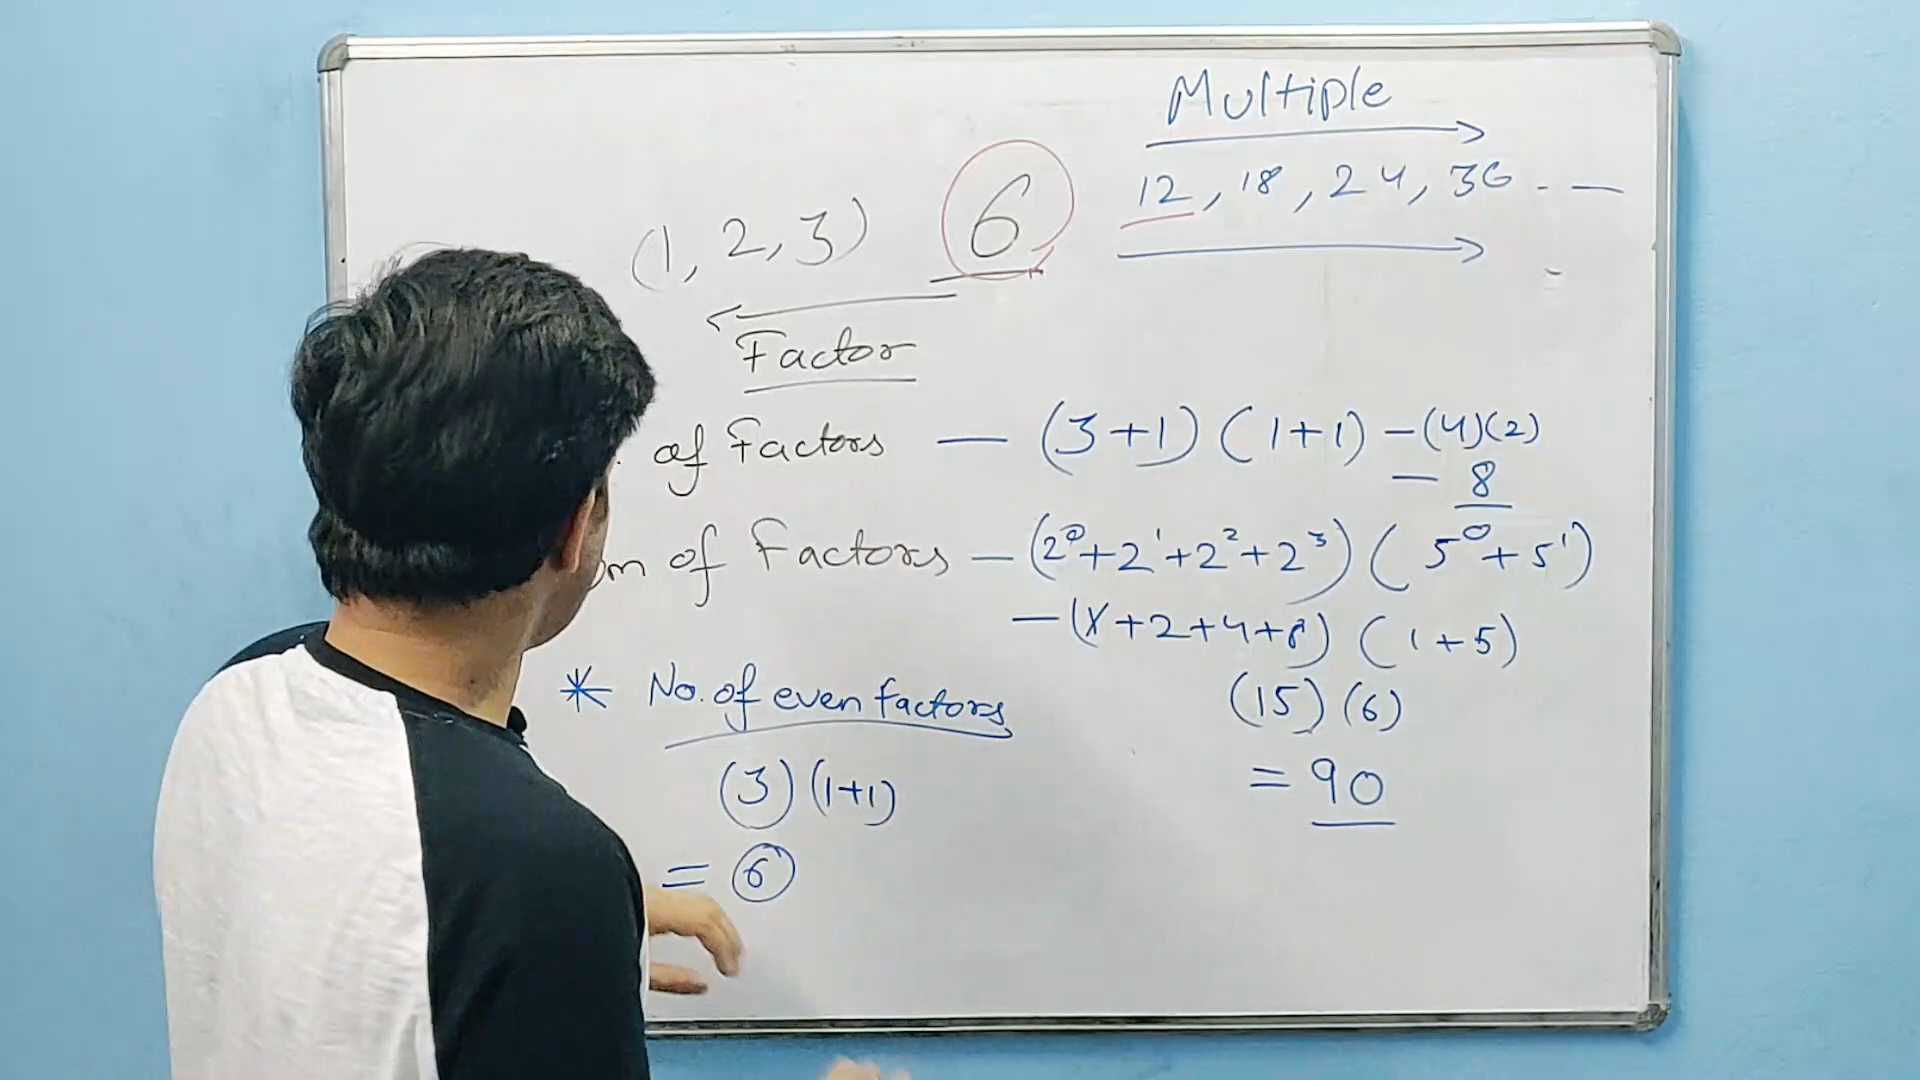 Multiple
12, 18, 24, 36 . —
(1, 2, 3) 6
Factor
. of Factors — (3+1) (1+1) - (4)(2)
— 8
m of Factors — (2⁰+2¹+2²+2³) (5⁰+5¹)
— (1+2+4+8) (1+5)
(15) (6)
= 90
* No. of even factors
(3) (1+1)
= 6